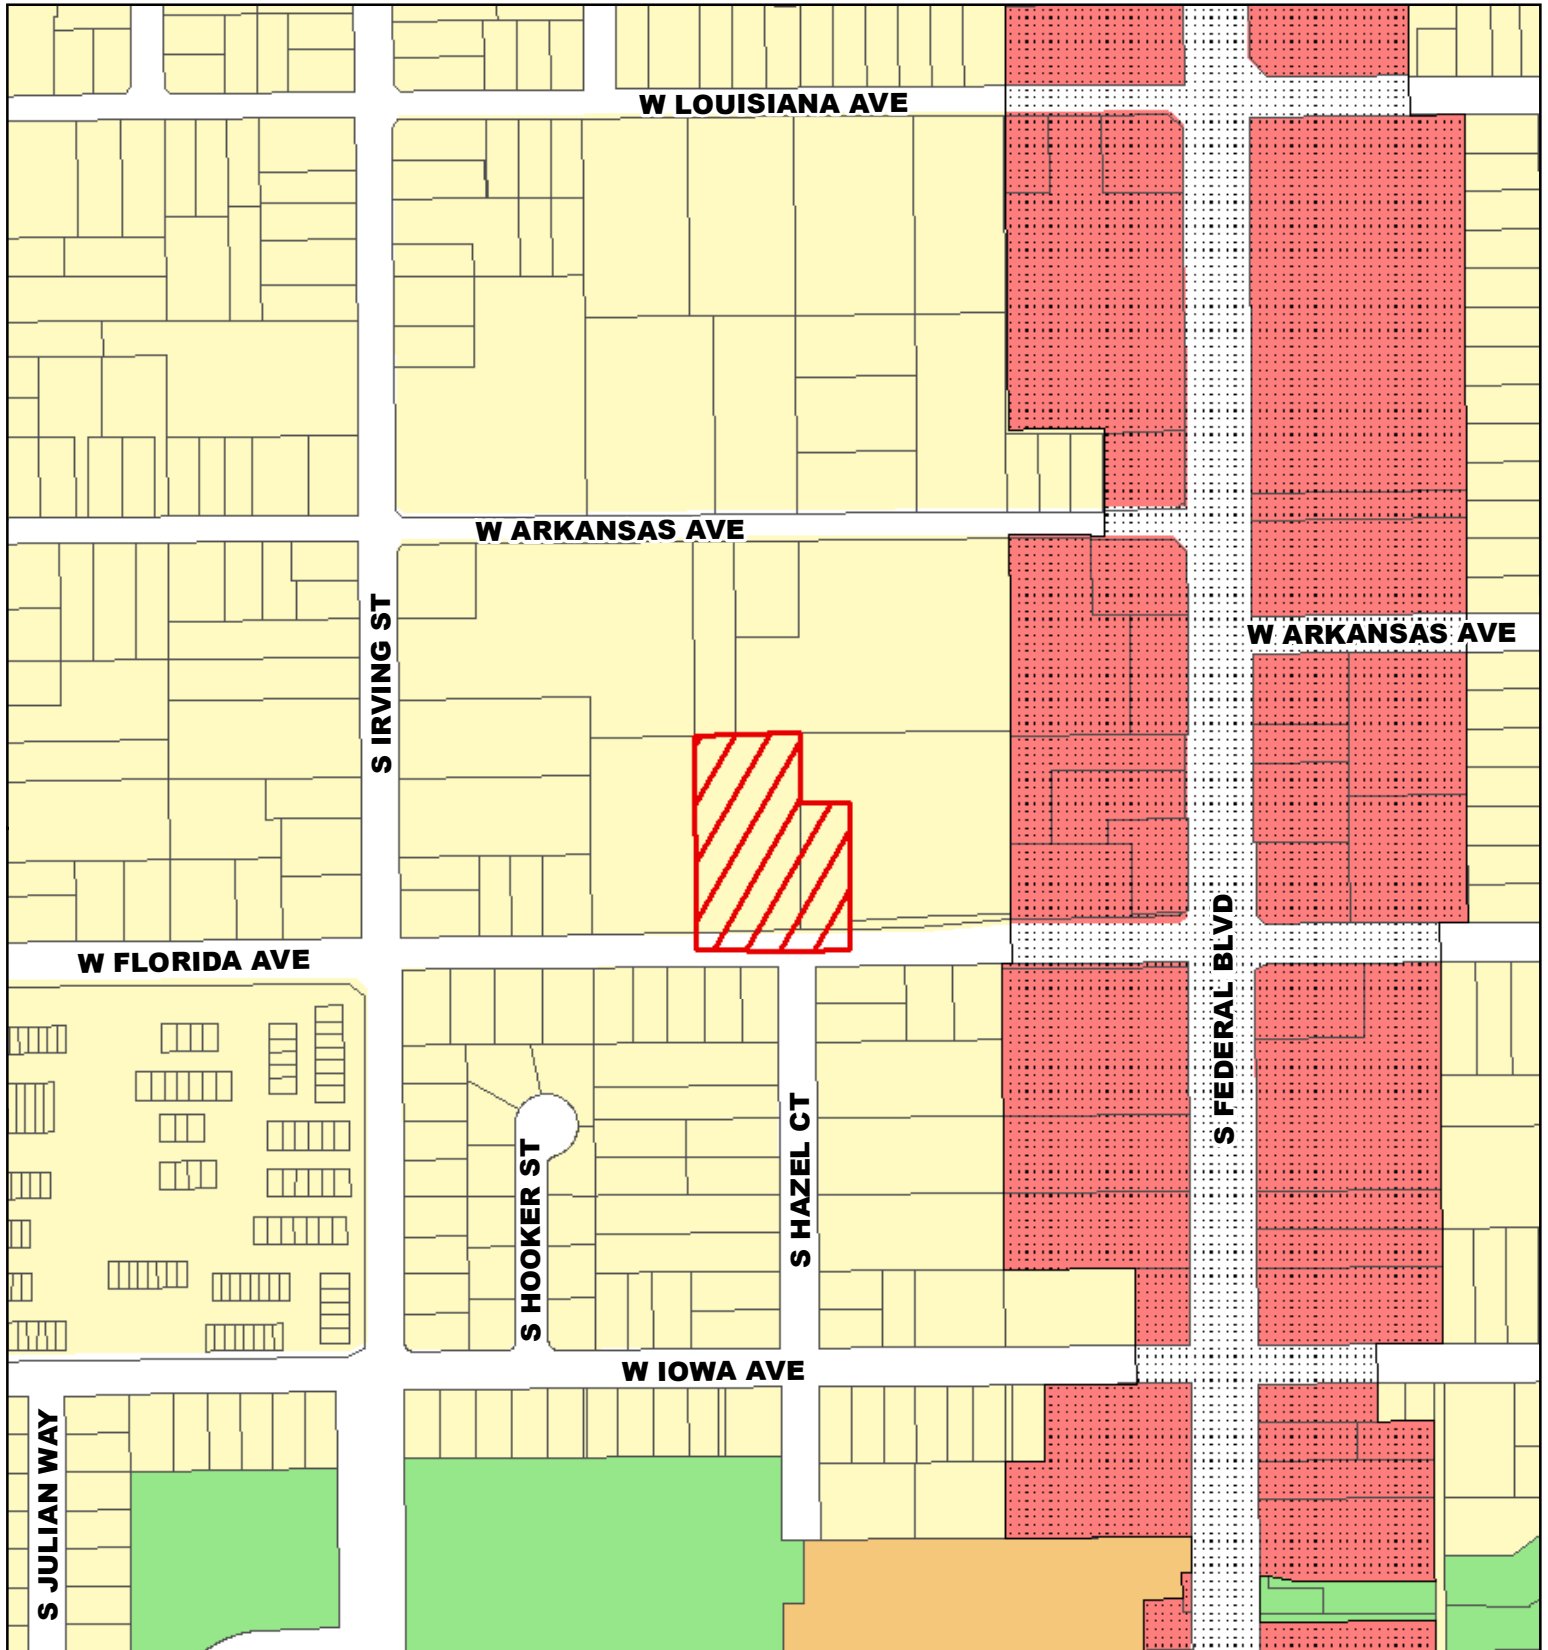 W LOUISIANA AVE
W ARKANSAS AVE
S IRVING ST
W ARKANSAS AVE
W FLORIDA AVE
S FEDERAL BLVD
S HOOKER ST
S HAZEL CT
W IOWA AVE
S JULIAN WAY